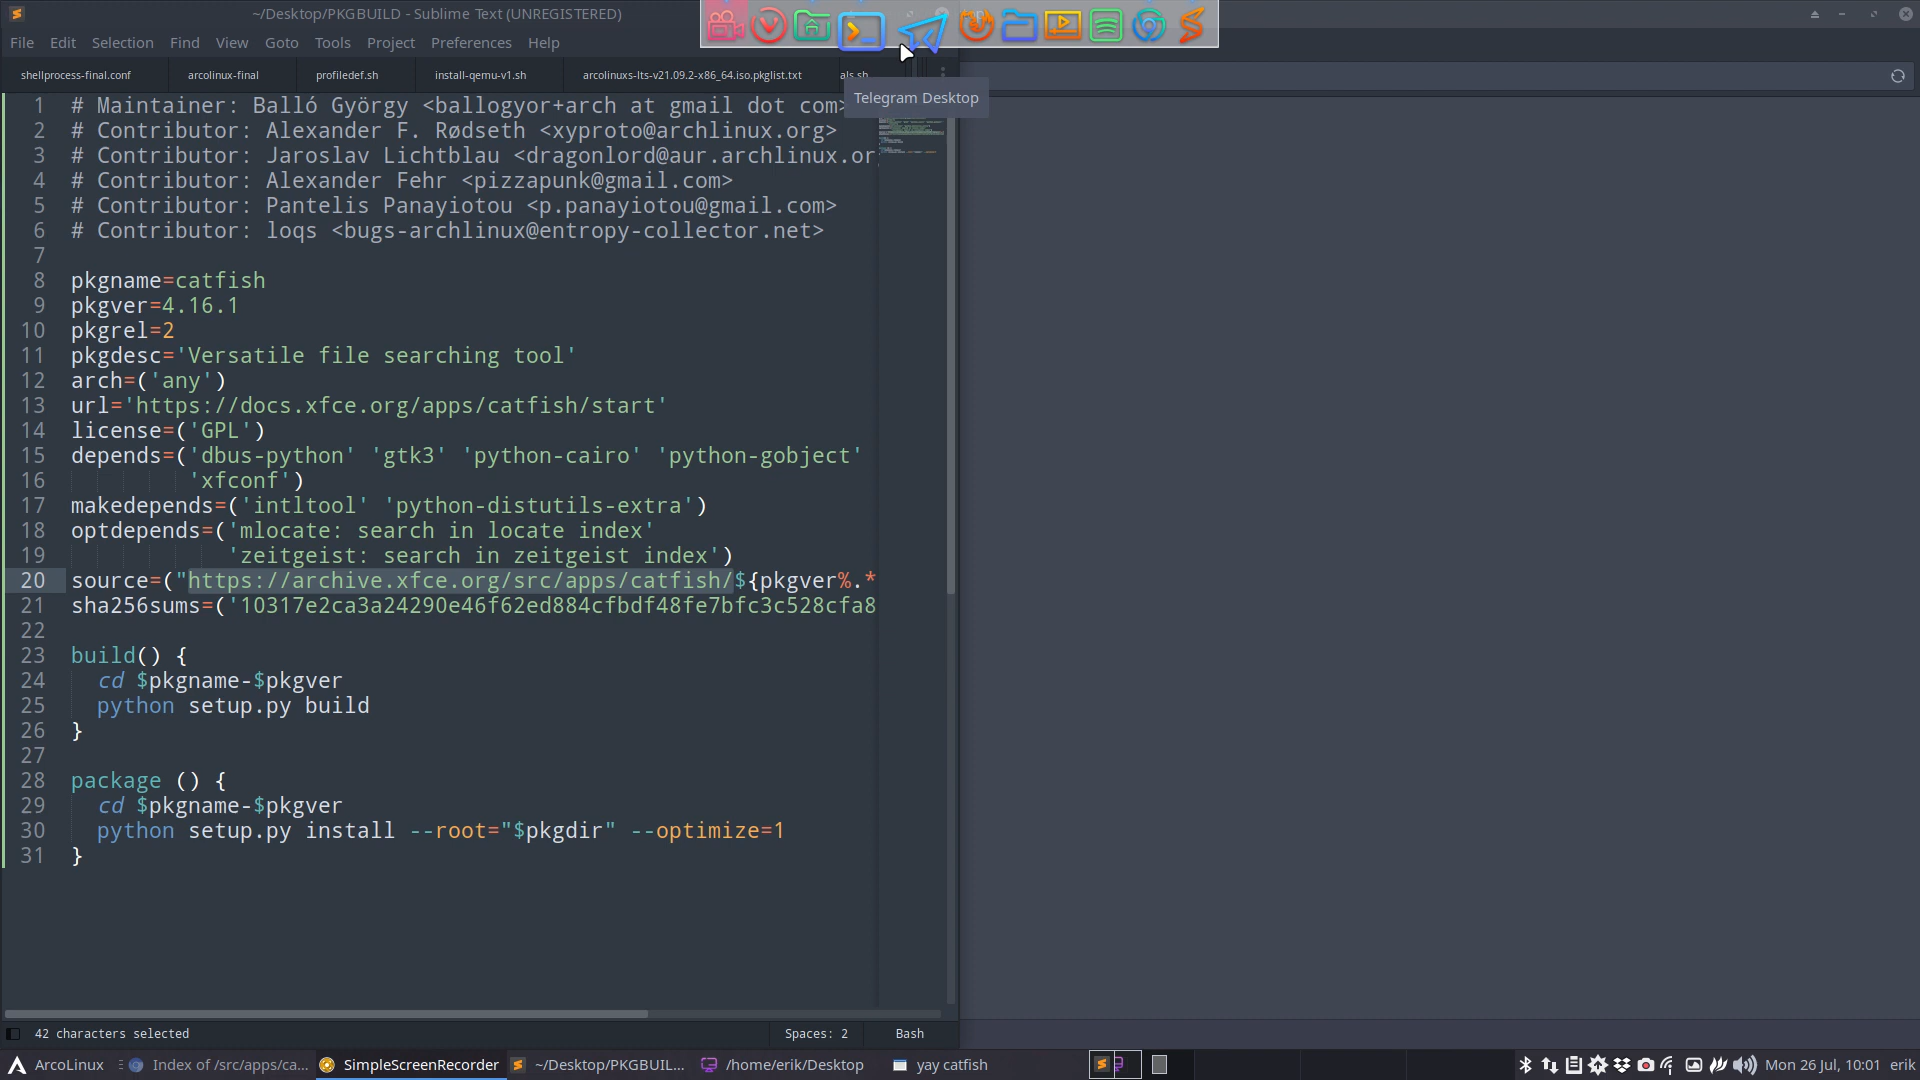 ~/Desktop/PKGBUILD - Sublime Text (UNREGISTERED)
File Edit Selection Find View Goto Tools Project Preferences Help
shellprocess-final.conf arcolinux-final profiledef.sh install-qemu-v1.sh arcolinuxs-lts-v21.09.2-x86_64.iso.pkglist.txt als.sh
Telegram Desktop
1 # Maintainer: Balló György <ballogyor+arch at gmail dot com>
2 # Contributor: Alexander F. Rødseth <xyproto@archlinux.org>
3 # Contributor: Jaroslav Lichtblau <dragonlord@aur.archlinux.or
4 # Contributor: Alexander Fehr <pizzapunk@gmail.com>
5 # Contributor: Pantelis Panayiotou <p.panayiotou@gmail.com>
6 # Contributor: loqs <bugs-archlinux@entropy-collector.net>
7
8 pkgname=catfish
9 pkgver=4.16.1
10 pkgrel=2
11 pkgdesc='Versatile file searching tool'
12 arch=('any')
13 url='https://docs.xfce.org/apps/catfish/start'
14 license=('GPL')
15 depends=('dbus-python' 'gtk3' 'python-cairo' 'python-gobject'
16 'xfconf')
17 makedepends=('intltool' 'python-distutils-extra')
18 optdepends=('mlocate: search in locate index'
19 'zeitgeist: search in zeitgeist index')
20 source=("https://archive.xfce.org/src/apps/catfish/${pkgver%.*
21 sha256sums=('10317e2ca3a24290e46f62ed884cfbdf48fe7bfc3c528cfa8
22
23 build() {
24 cd $pkgname-$pkgver
25 python setup.py build
26 }
27
28 package () {
29 cd $pkgname-$pkgver
30 python setup.py install --root="$pkgdir" --optimize=1
31 }
42 characters selected Spaces: 2 Bash
ArcoLinux Index of /src/apps/ca... SimpleScreenRecorder ~/Desktop/PKGBUIL... /home/erik/Desktop yay catfish Mon 26 Jul, 10:01 erik